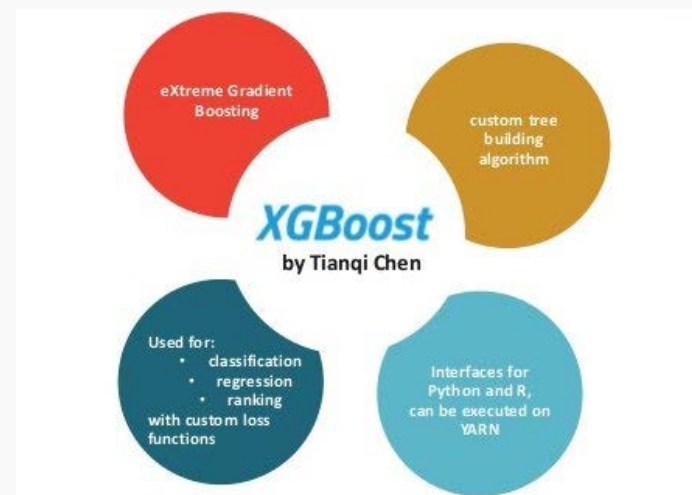 eXtreme Gradient
Boosting
custom tree
building
algorithm
XGBoost
by Tianqi Chen
Used for:
• classification
• regression
• ranking
with custom loss
functions
Interfaces for
Python and R,
can be executed on
YARN